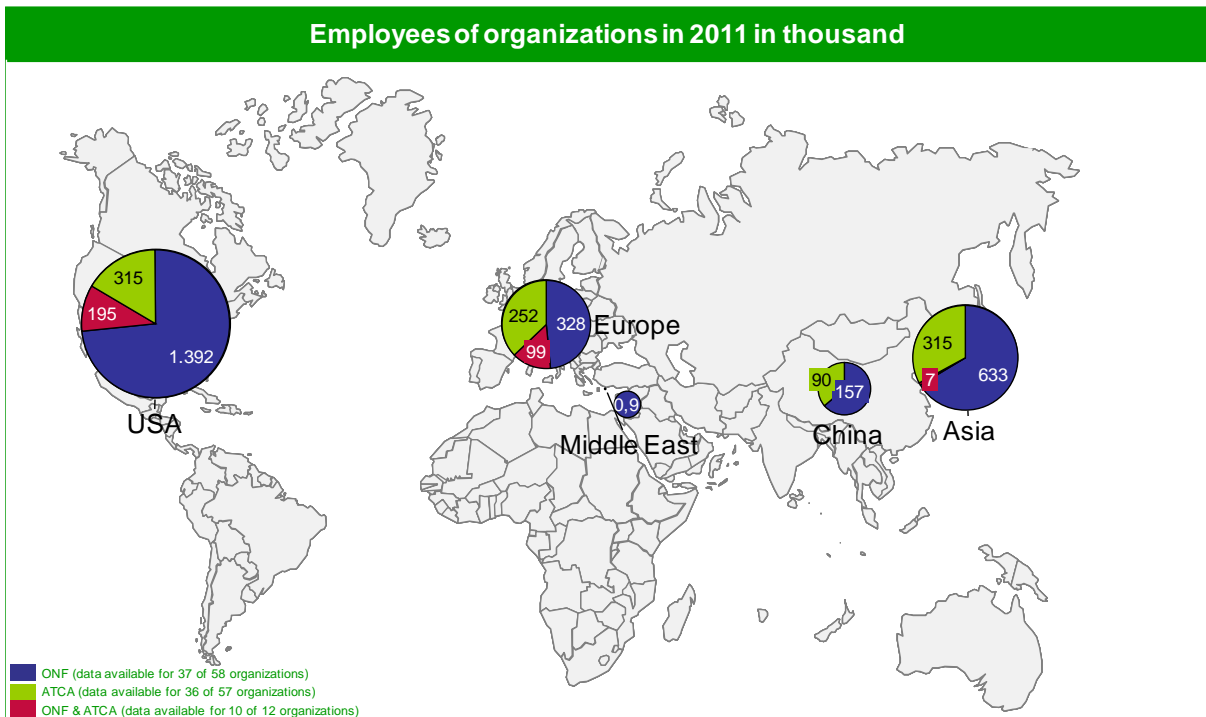 Employees of organizations in 2011 in thousand
315
195
1.392
USA
252
328
99
Europe
0,9
Middle East
90
157
China
315
7
633
Asia
ONF (data available for 37 of 58 organizations)
ATCA (data available for 36 of 57 organizations)
ONF & ATCA (data available for 10 of 12 organizations)